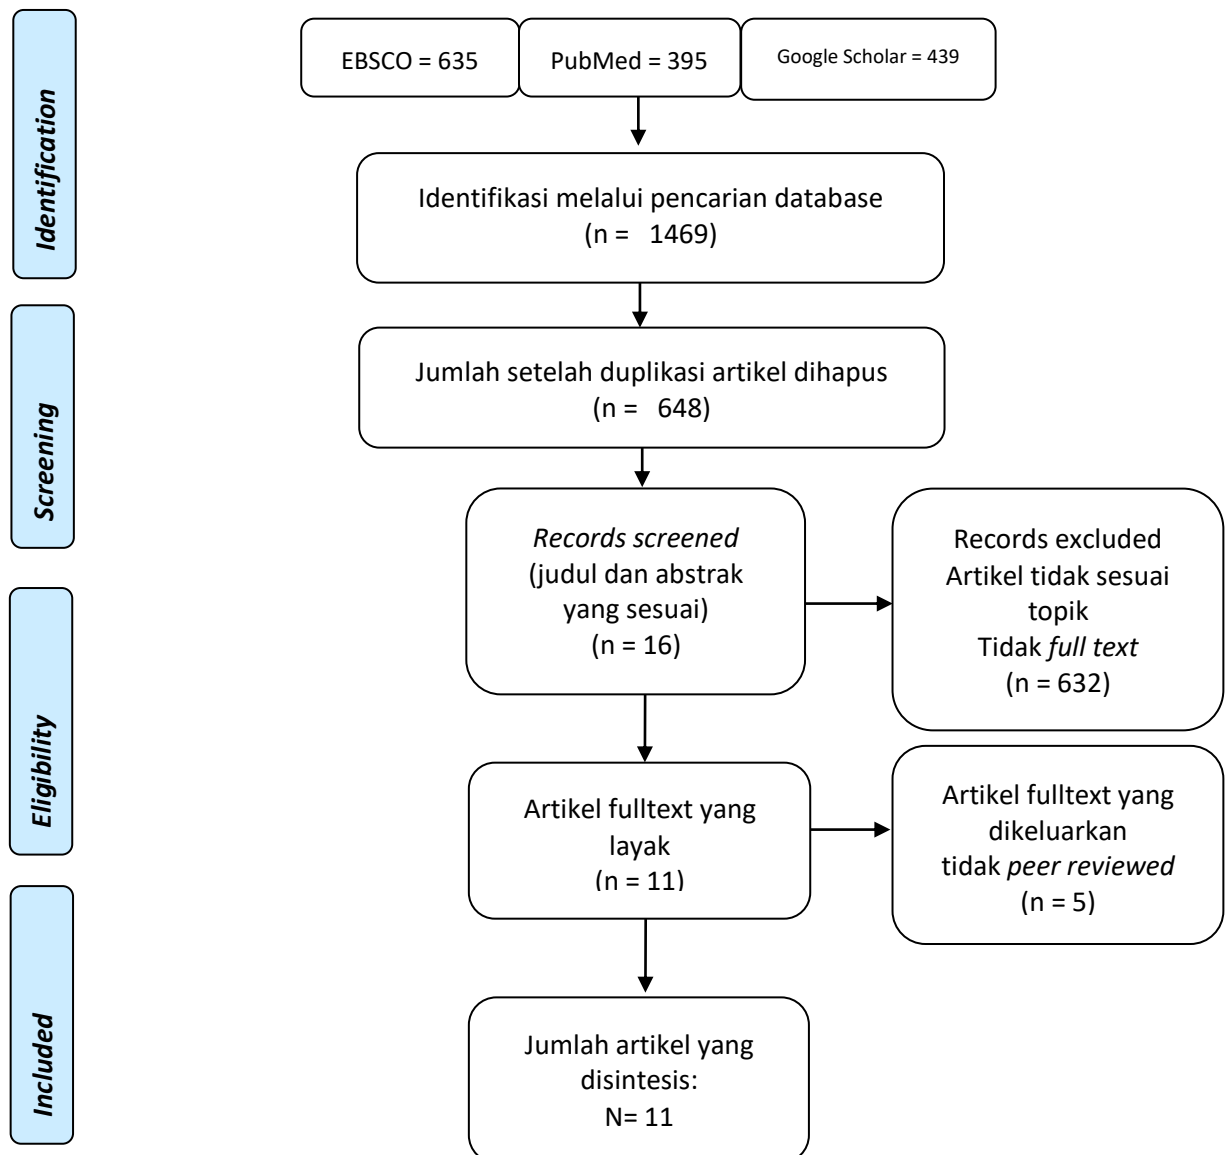 Identification
EBSCO = 635
PubMed = 395
Google Scholar = 439
Identifikasi melalui pencarian database
(n = 1469)
Screening
Jumlah setelah duplikasi artikel dihapus
(n = 648)
Records screened
(judul dan abstrak
yang sesuai)
(n = 16)
Records excluded
Artikel tidak sesuai
topik
Tidak full text
(n = 632)
Eligibility
Artikel fulltext yang
layak
(n = 11)
Artikel fulltext yang
dikeluarkan
tidak peer reviewed
(n = 5)
Included
Jumlah artikel yang
disintesis:
N= 11